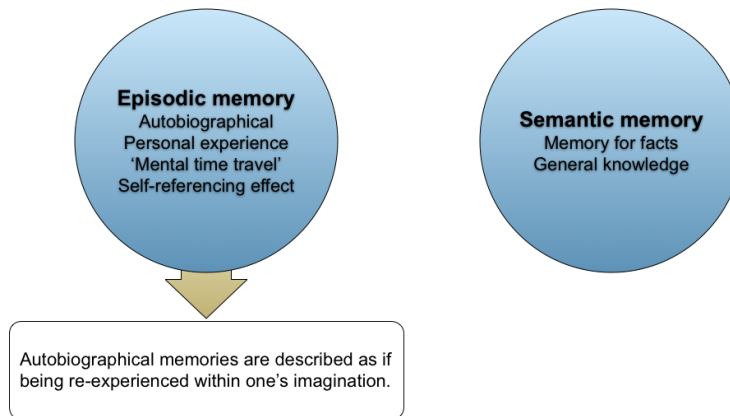 Episodic memory
Autobiographical
Personal experience
‘Mental time travel’
Self-referencing effect
Semantic memory
Memory for facts
General knowledge
Autobiographical memories are described as if
being re-experienced within one’s imagination.